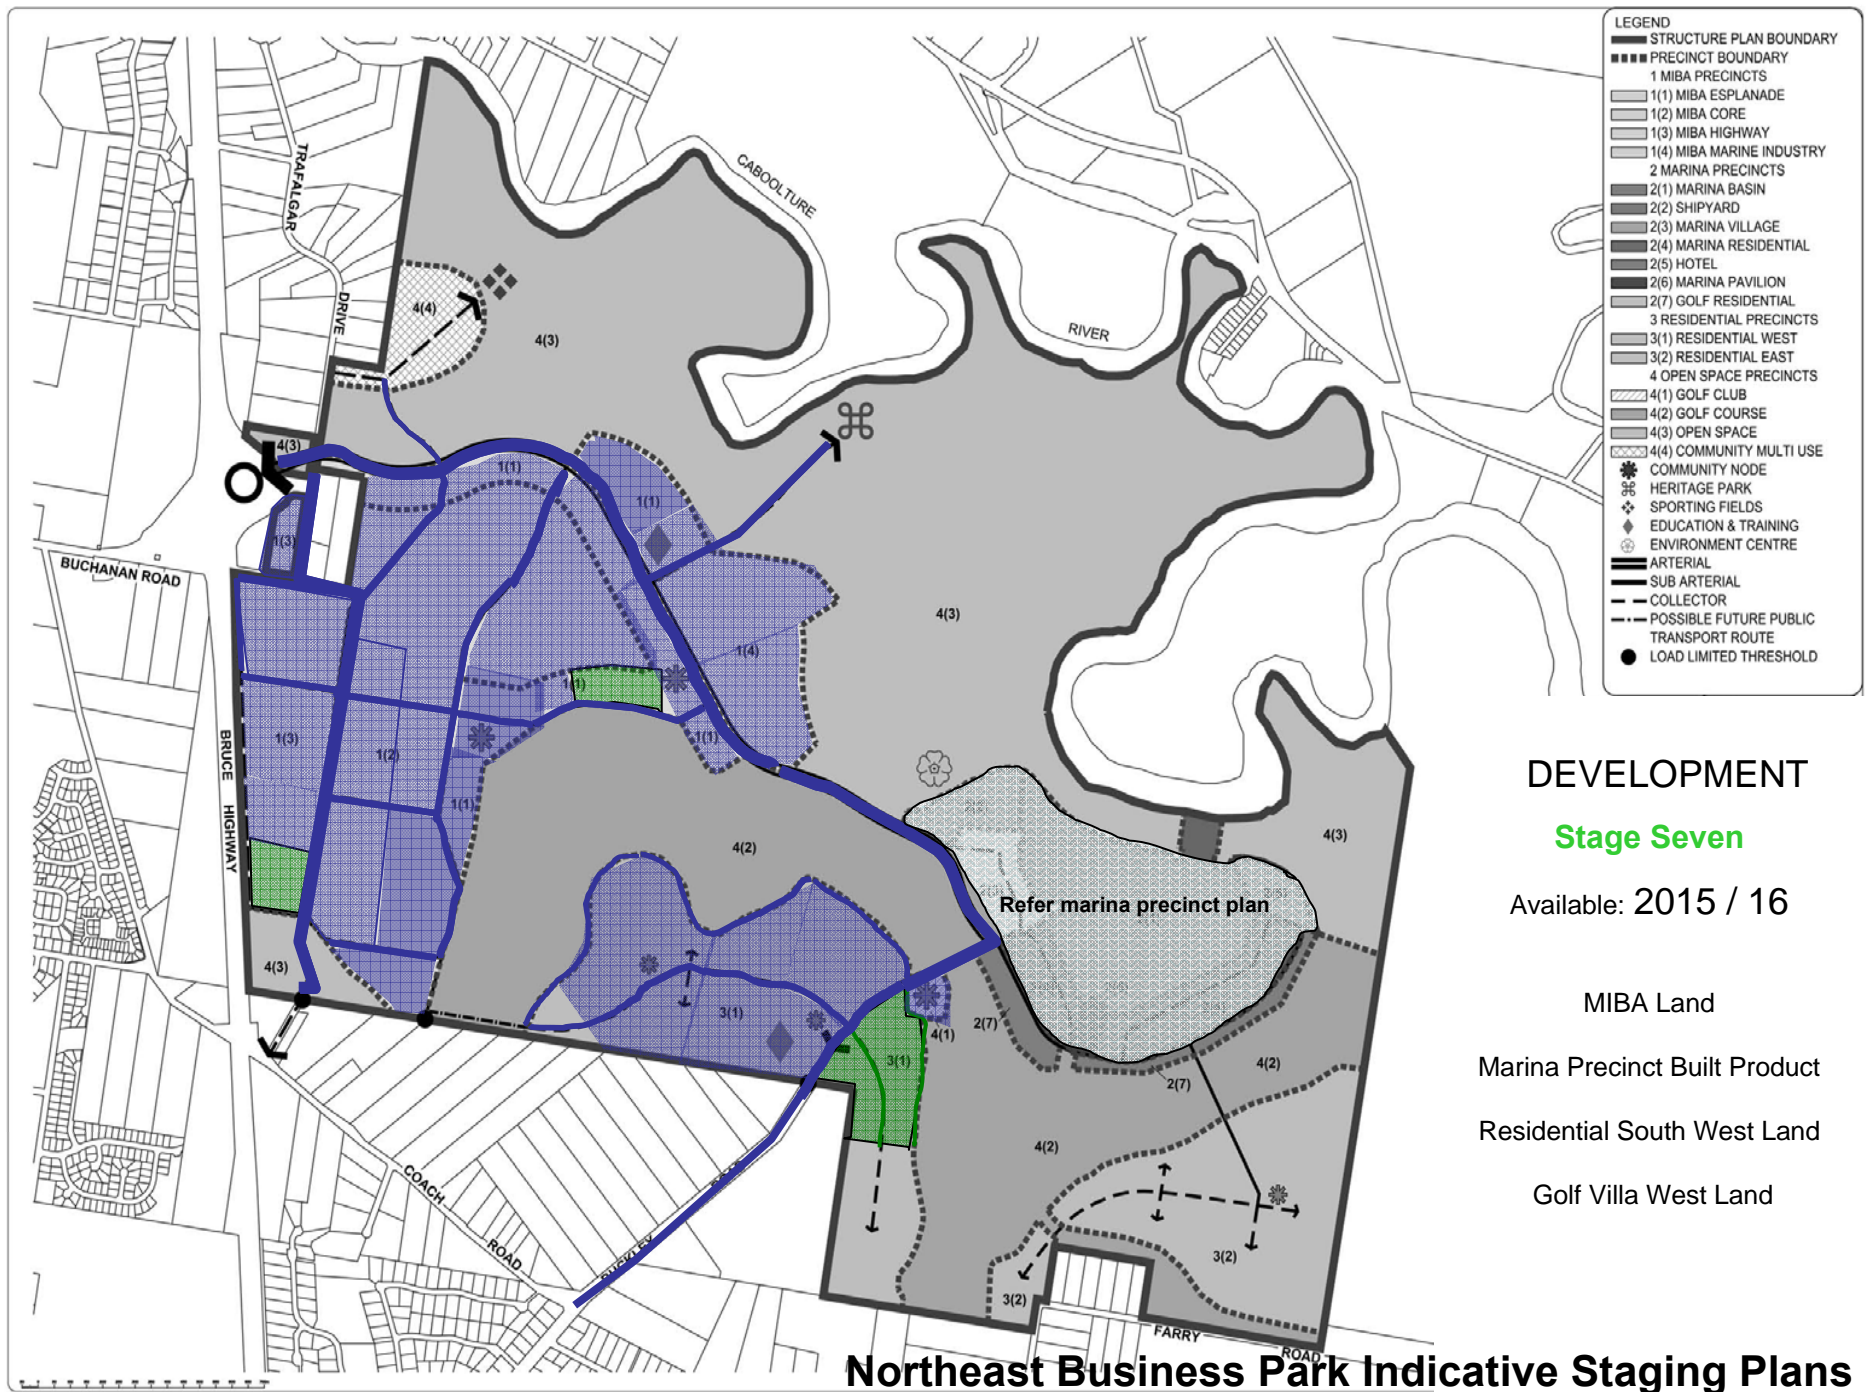 LEGEND
STRUCTURE PLAN BOUNDARY
PRECINCT BOUNDARY
1 MIBA PRECINCTS
1(1) MIBA ESPLANADE
1(2) MIBA CORE
1(3) MIBA HIGHWAY
1(4) MIBA MARINE INDUSTRY
2 MARINA PRECINCTS
2(1) MARINA BASIN
2(2) SHIPYARD
2(3) MARINA VILLAGE
2(4) MARINA RESIDENTIAL
2(5) HOTEL
2(6) MARINA PAVILION
2(7) GOLF RESIDENTIAL
3 RESIDENTIAL PRECINCTS
3(1) RESIDENTIAL WEST
3(2) RESIDENTIAL EAST
4 OPEN SPACE PRECINCTS
4(1) GOLF CLUB
4(2) GOLF COURSE
4(3) OPEN SPACE
4(4) COMMUNITY MULTI USE
COMMUNITY NODE
HERITAGE PARK
SPORTING FIELDS
EDUCATION & TRAINING
ENVIRONMENT CENTRE
ARTERIAL
SUB ARTERIAL
COLLECTOR
POSSIBLE FUTURE PUBLIC
TRANSPORT ROUTE
LOAD LIMITED THRESHOLD
TRAFALGAR
DRIVE
CABOOLTURE
RIVER
4(4)
4(3)
4(3)
1(1)
1(1)
1(3)
BUCHANAN ROAD
4(3)
1(4)
1(1)
1(1)
1(3)
1(2)
1(1)
BRUCE
HIGHWAY
4(2)
4(3)
Refer marina precinct plan
4(3)
3(1)
4(1)
2(7)
3(1)
4(2)
2(7)
4(2)
COACH
ROAD
3(2)
3(2)
FARRY
ROAD
DEVELOPMENT
Stage Seven
Available: 2015 / 16
MIBA Land
Marina Precinct Built Product
Residential South West Land
Golf Villa West Land
Northeast Business Park Indicative Staging Plans